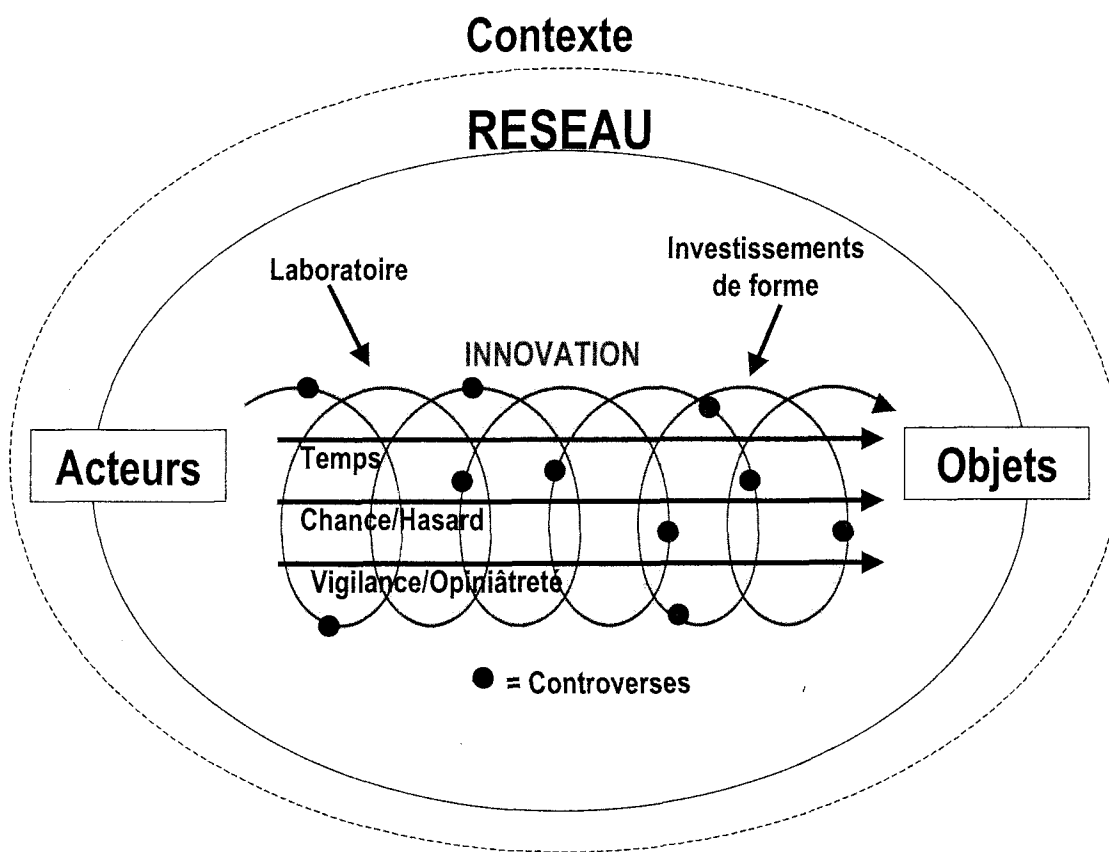 Contexte
RESEAU
Laboratoire
Investissements
de forme
INNOVATION
Acteurs
Objets
Temps
Chance/Hasard
Vigilance/Opiniâtreté
= Controverses